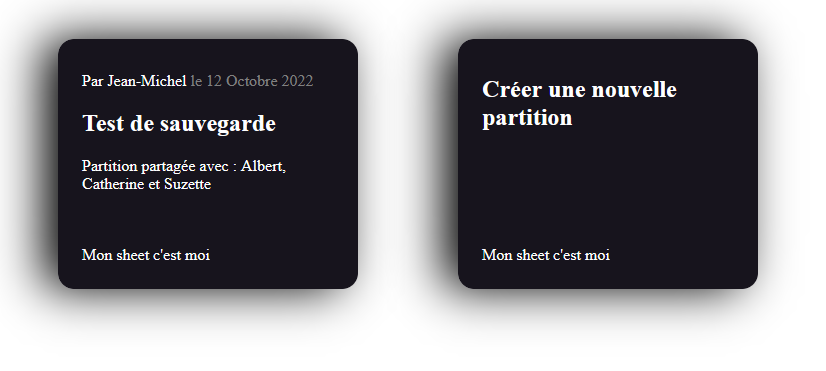 Par Jean-Michel le 12 Octobre 2022
Test de sauvegarde
Partition partagée avec : Albert,
Catherine et Suzette
Mon sheet c'est moi
Créer une nouvelle
partition
Mon sheet c'est moi